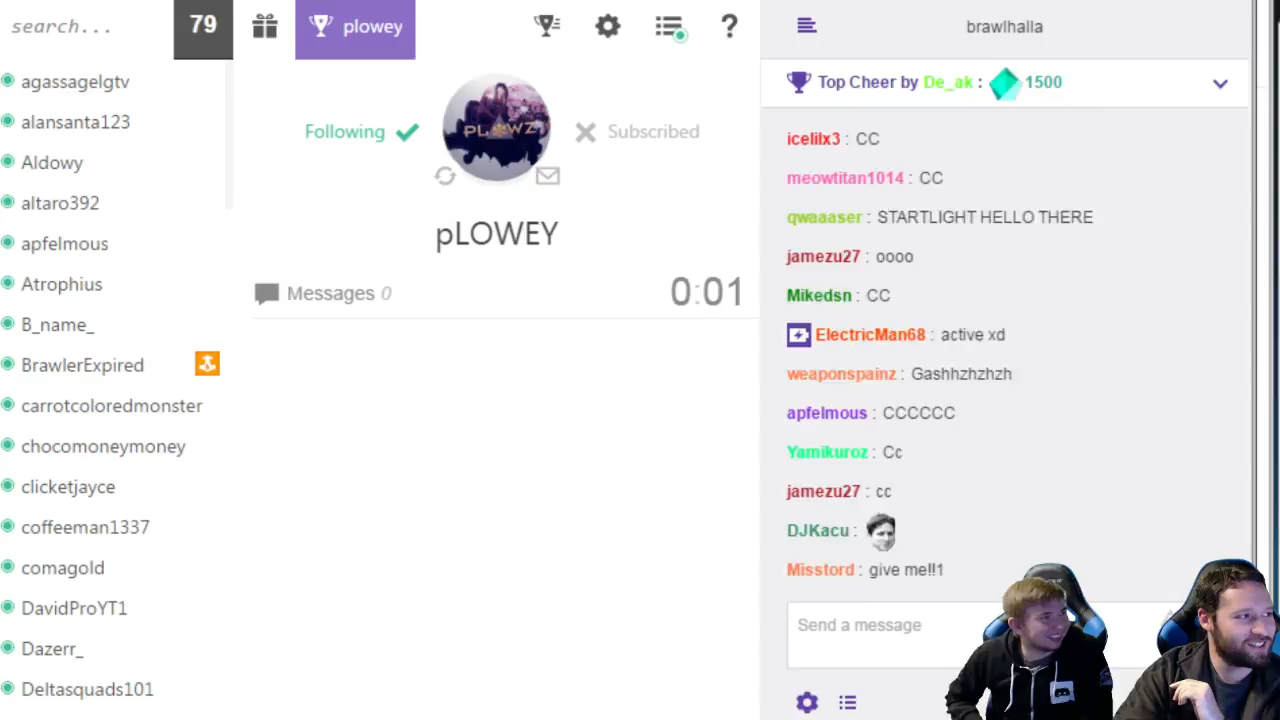 search...
79
plowey
agassagelgtv
alansanta123
Aldowy
altaro392
apfelmous
Atrophius
B_name_
BrawlerExpired
carrotcoloredmonster
chocomoneymoney
clicketjayce
coffeeman1337
comagold
DavidProYT1
Dazerr_
Deltasquads101
Following
PLOWZ
Subscribed
pLOWEY
Messages 0
0:01
brawlhalla
Top Cheer by De_ak : 1500
icelilx3 : CC
meowtitan1014 : CC
qwaaaser : STARTLIGHT HELLO THERE
jamezu27 : oooo
Mikedsn : CC
ElectricMan68 : active xd
weaponspainz : Gashhzhzhzh
apfelmous : CCCCCC
Yamikuroz : Cc
jamezu27 : cc
DJKacu :
Misstord : give me!!1
Send a message